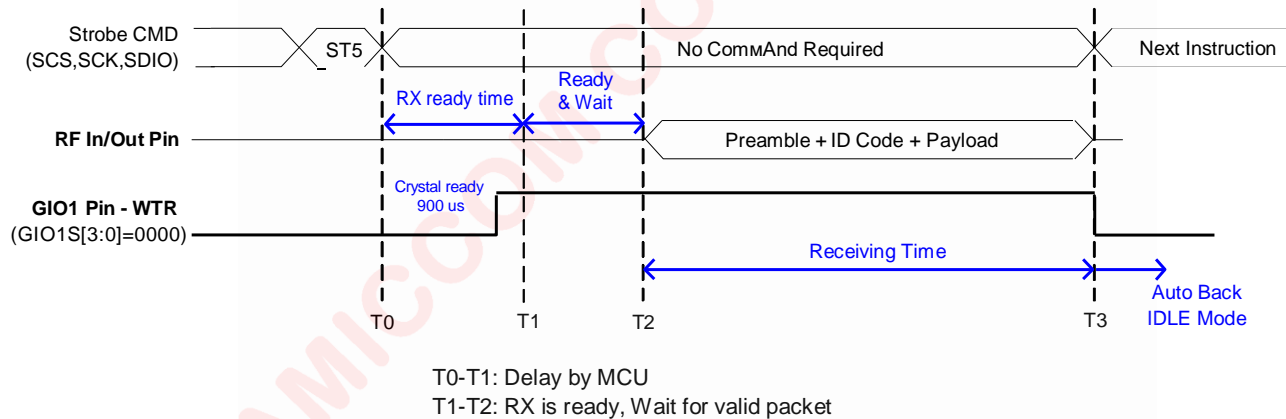 Strobe CMD
(SCS,SCK,SDIO)
ST5
No CommAnd Required
Next Instruction
RX ready time
Ready
& Wait
RF In/Out Pin
Preamble + ID Code + Payload
Crystal ready
900 us
GIO1 Pin - WTR
(GIO1S[3:0]=0000)
Receiving Time
Auto Back
IDLE Mode
T0
T1
T2
T3
T0-T1: Delay by MCU
T1-T2: RX is ready, Wait for valid packet
AMICCOM CO